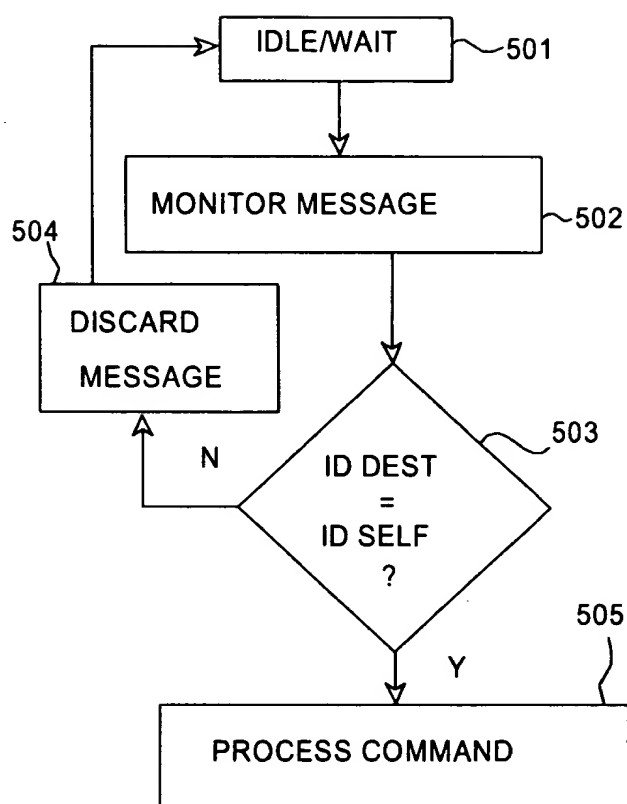 IDLE/WAIT
501
MONITOR MESSAGE
502
504
DISCARD
MESSAGE
503
N
ID DEST
=
ID SELF
?
Y
505
PROCESS COMMAND